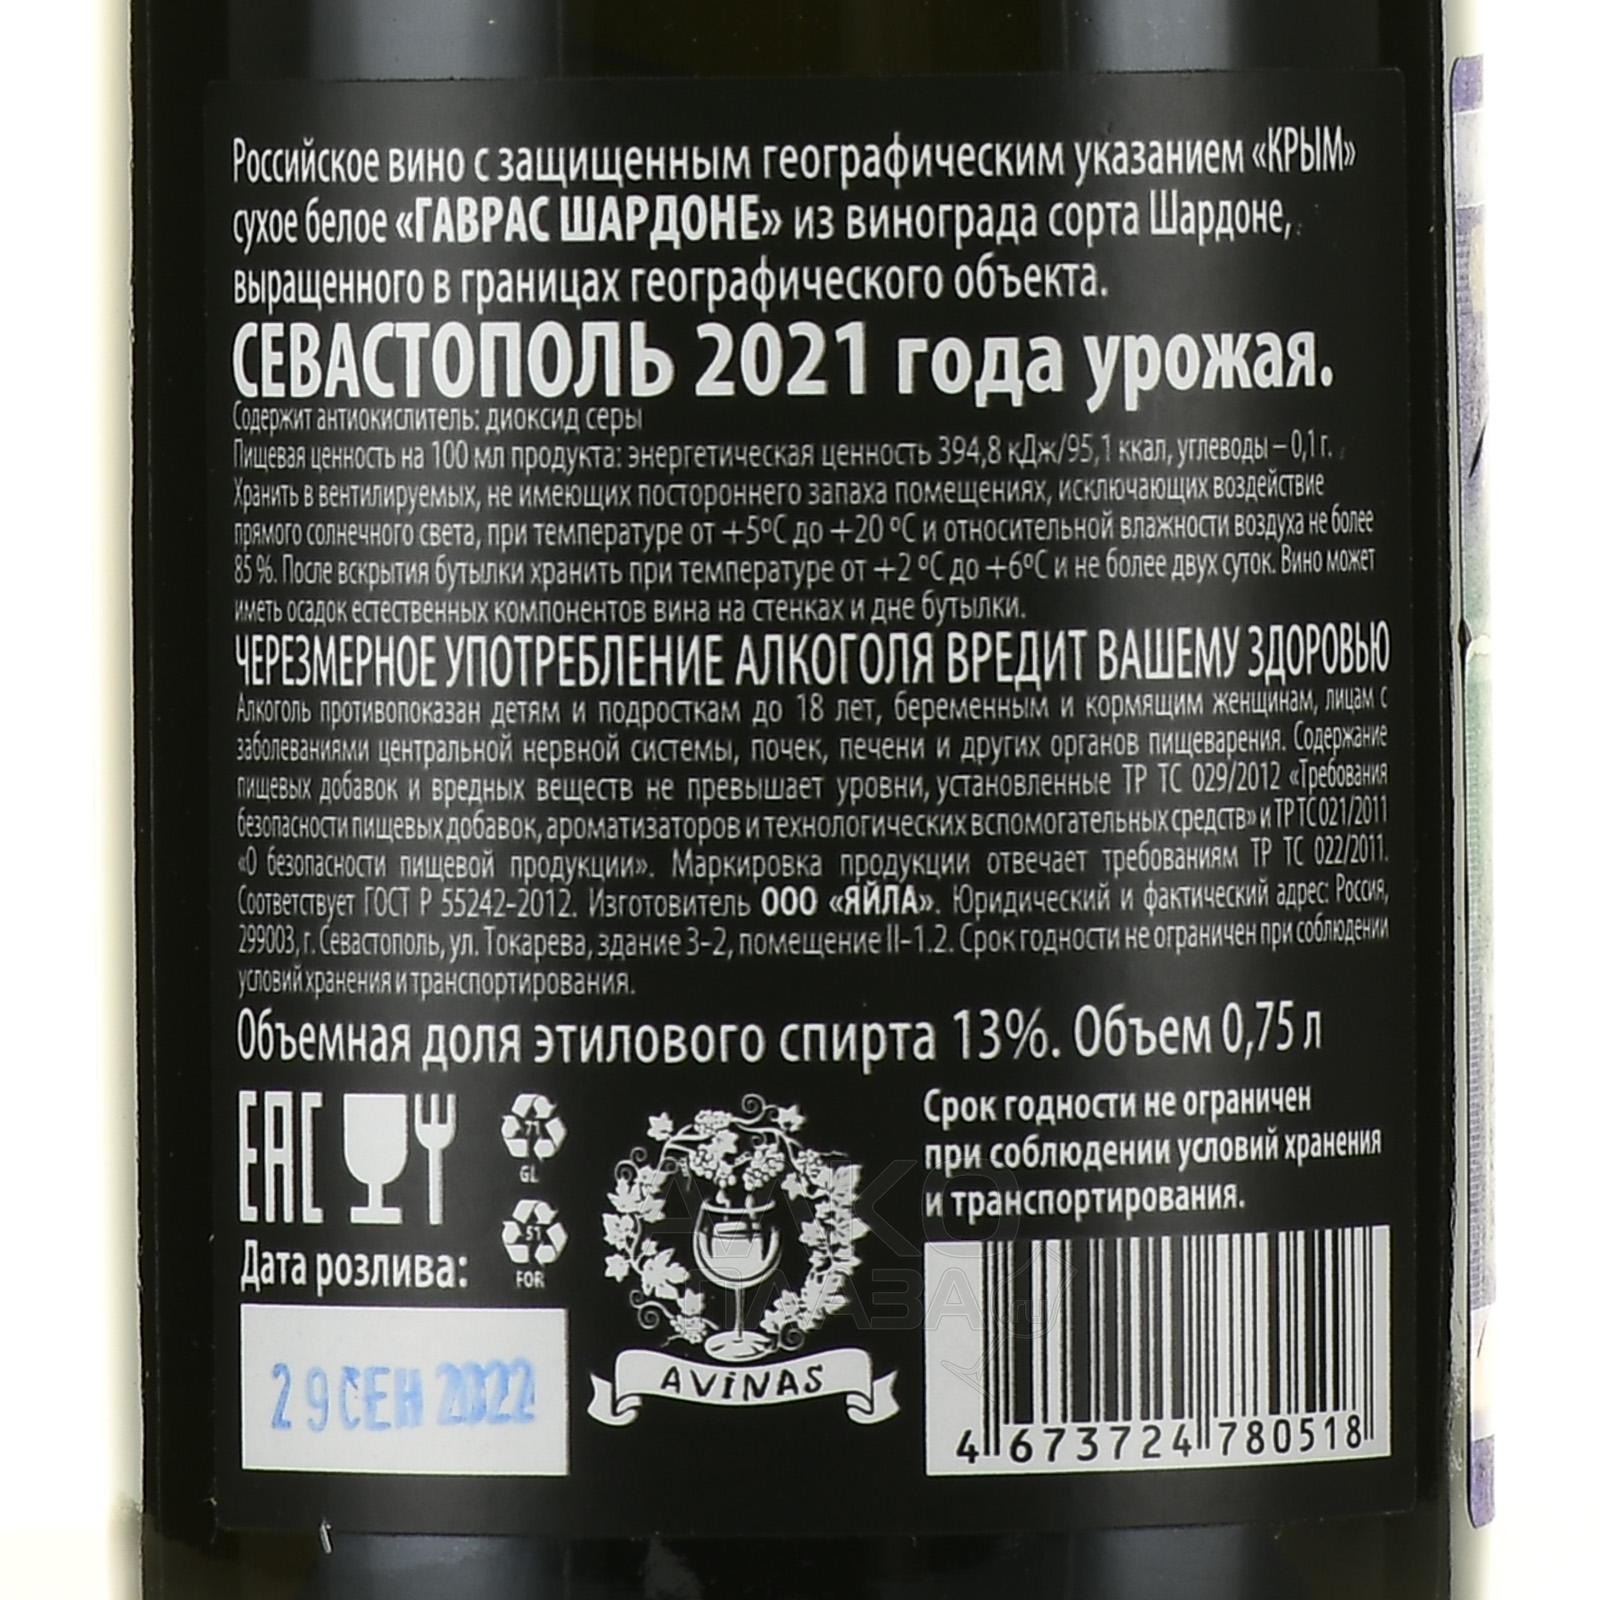 Российское вино с защищенным географическим указанием «КРЫМ»
сухое белое «ГАВРАС ШАРДОНЕ» из винограда сорта Шардоне,
выращенного в границах географического объекта.
СЕВАСТОПОЛЬ 2021 года урожая.
Содержит антиокислитель: диоксид серы
Пищевая ценность на 100 мл продукта: энергетическая ценность 394,8 кДж/95,1 ккал, углеводы – 0,1 г.
Хранить в вентилируемых, не имеющих постороннего запаха помещениях, исключающих воздействие
прямого солнечного света, при температуре от +5ºС до +20 ºС и относительной влажности воздуха не более
85 %. После вскрытия бутылки хранить при температуре от +2 ºС до +6ºС и не более двух суток. Вино может
иметь осадок естественных компонентов вина на стенках и дне бутылки.
ЧЕРЕЗМЕРНОЕ УПОТРЕБЛЕНИЕ АЛКОГОЛЯ ВРЕДИТ ВАШЕМУ ЗДОРОВЬЮ
Алкоголь противопоказан детям и подросткам до 18 лет, беременным и кормящим женщинам, лицам с
заболеваниями центральной нервной системы, почек, печени и других органов пищеварения. Содержание
пищевых добавок и вредных веществ не превышает уровни, установленные ТР ТС 029/2012 «Требования
безопасности пищевых добавок, ароматизаторов и технологических вспомогательных средств» и ТР ТС 021/2011
«О безопасности пищевой продукции». Маркировка продукции отвечает требованиям ТР ТС 022/2011.
Соответствует ГОСТ Р 55242-2012. Изготовитель ООО «ЯЙЛА». Юридический и фактический адрес: Россия,
299003, г. Севастополь, ул. Токарева, здание 3-2, помещение II-1.2. Срок годности не ограничен при соблюдении
условий хранения и транспортирования.
Объемная доля этилового спирта 13%. Объем 0,75 л
ЕАС
71
GL
51
FOR
Дата розлива:
29 СЕН 2022
AVINAS
Срок годности не ограничен
при соблюдении условий хранения
и транспортирования.
4 673724 780518
АЛКО
ПЛАЗА.ru